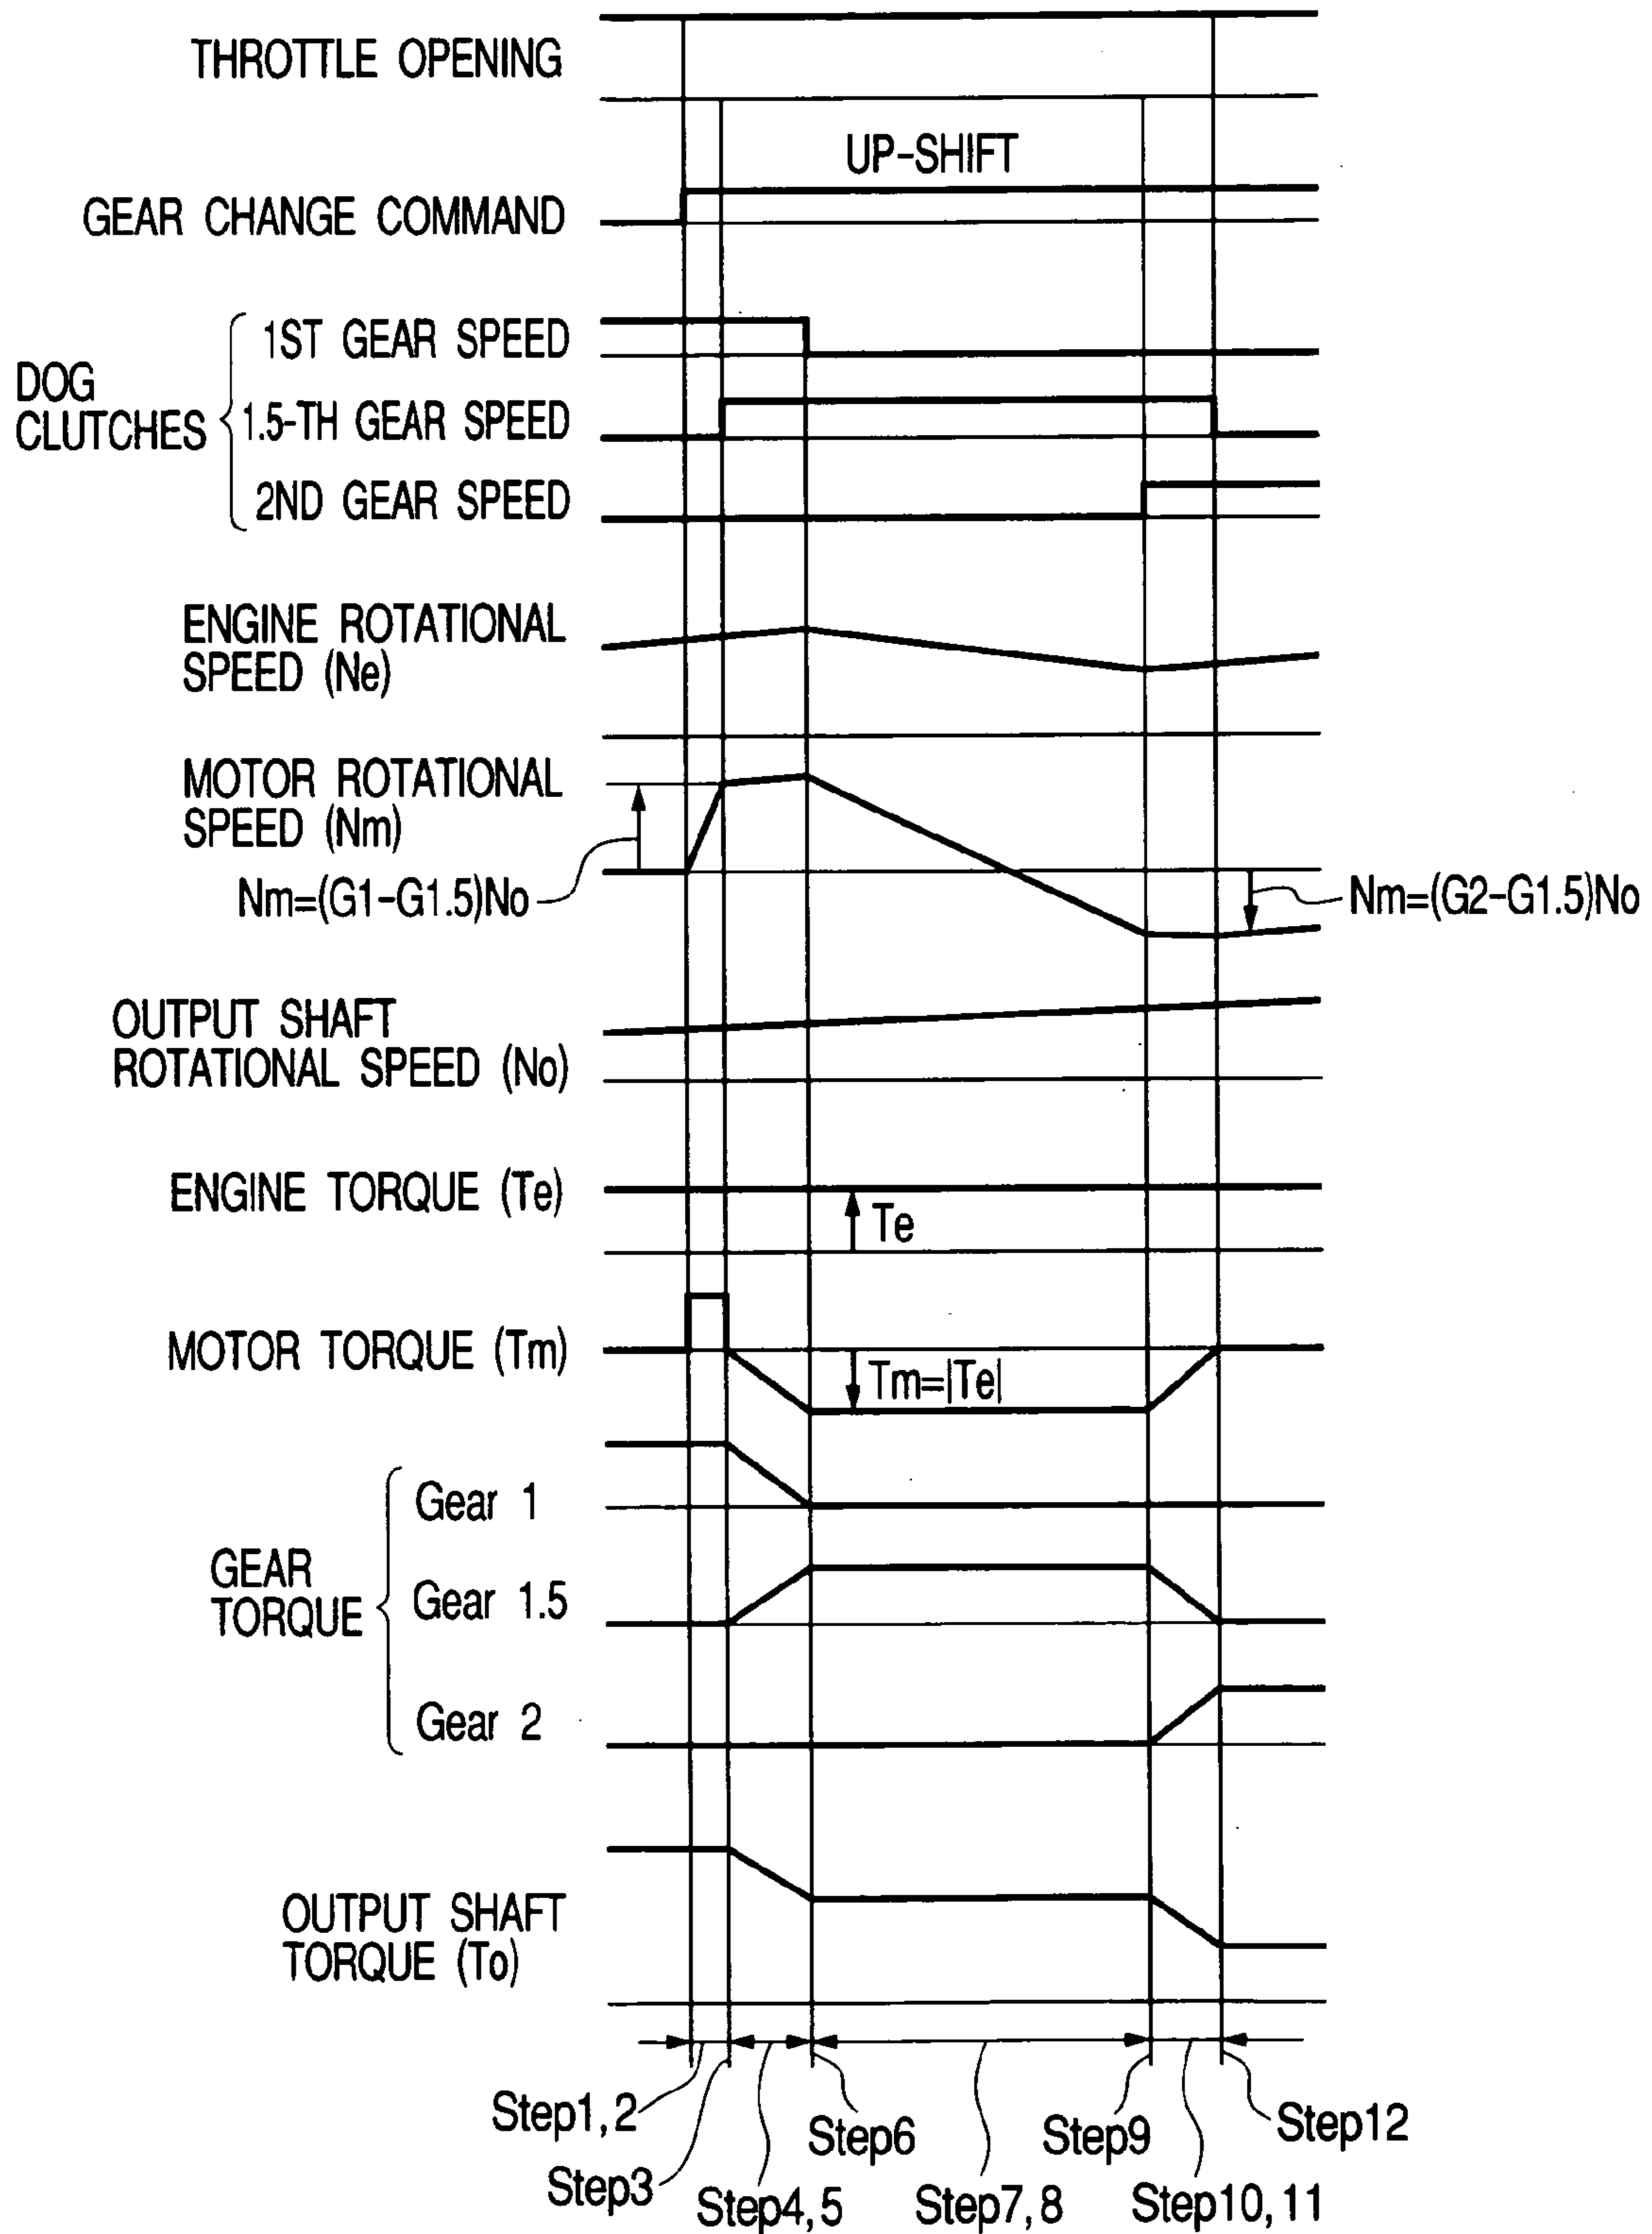 THROTTLE OPENING
UP-SHIFT
GEAR CHANGE COMMAND
DOG
CLUTCHES
1ST GEAR SPEED
1.5-TH GEAR SPEED
2ND GEAR SPEED
ENGINE ROTATIONAL
SPEED (Ne)
MOTOR ROTATIONAL
SPEED (Nm)
Nm=(G1-G1.5)No
Nm=(G2-G1.5)No
OUTPUT SHAFT
ROTATIONAL SPEED (No)
ENGINE TORQUE (Te)
Te
MOTOR TORQUE (Tm)
Tm=|Te|
GEAR
TORQUE
Gear 1
Gear 1.5
Gear 2
OUTPUT SHAFT
TORQUE (To)
Step1, 2
Step3
Step4, 5
Step6
Step7, 8
Step9
Step10, 11
Step12